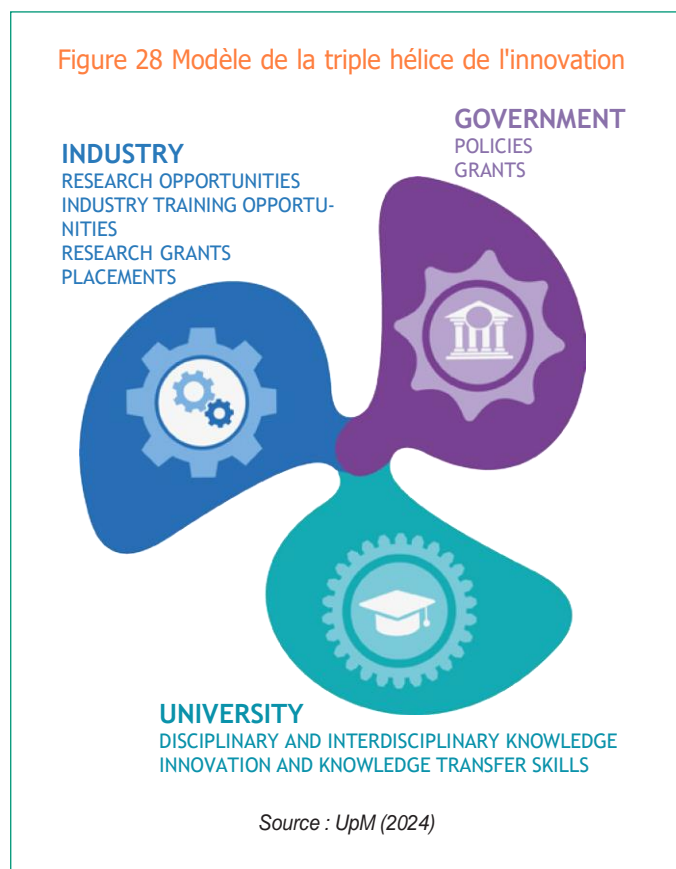 Figure 28 Modèle de la triple hélice de l'innovation
GOVERNMENT
POLICIES
GRANTS
INDUSTRY
RESEARCH OPPORTUNITIES
INDUSTRY TRAINING OPPORTU-
NITIES
RESEARCH GRANTS
PLACEMENTS
UNIVERSITY
DISCIPLINARY AND INTERDISCIPLINARY KNOWLEDGE
INNOVATION AND KNOWLEDGE TRANSFER SKILLS
Source : UpM (2024)